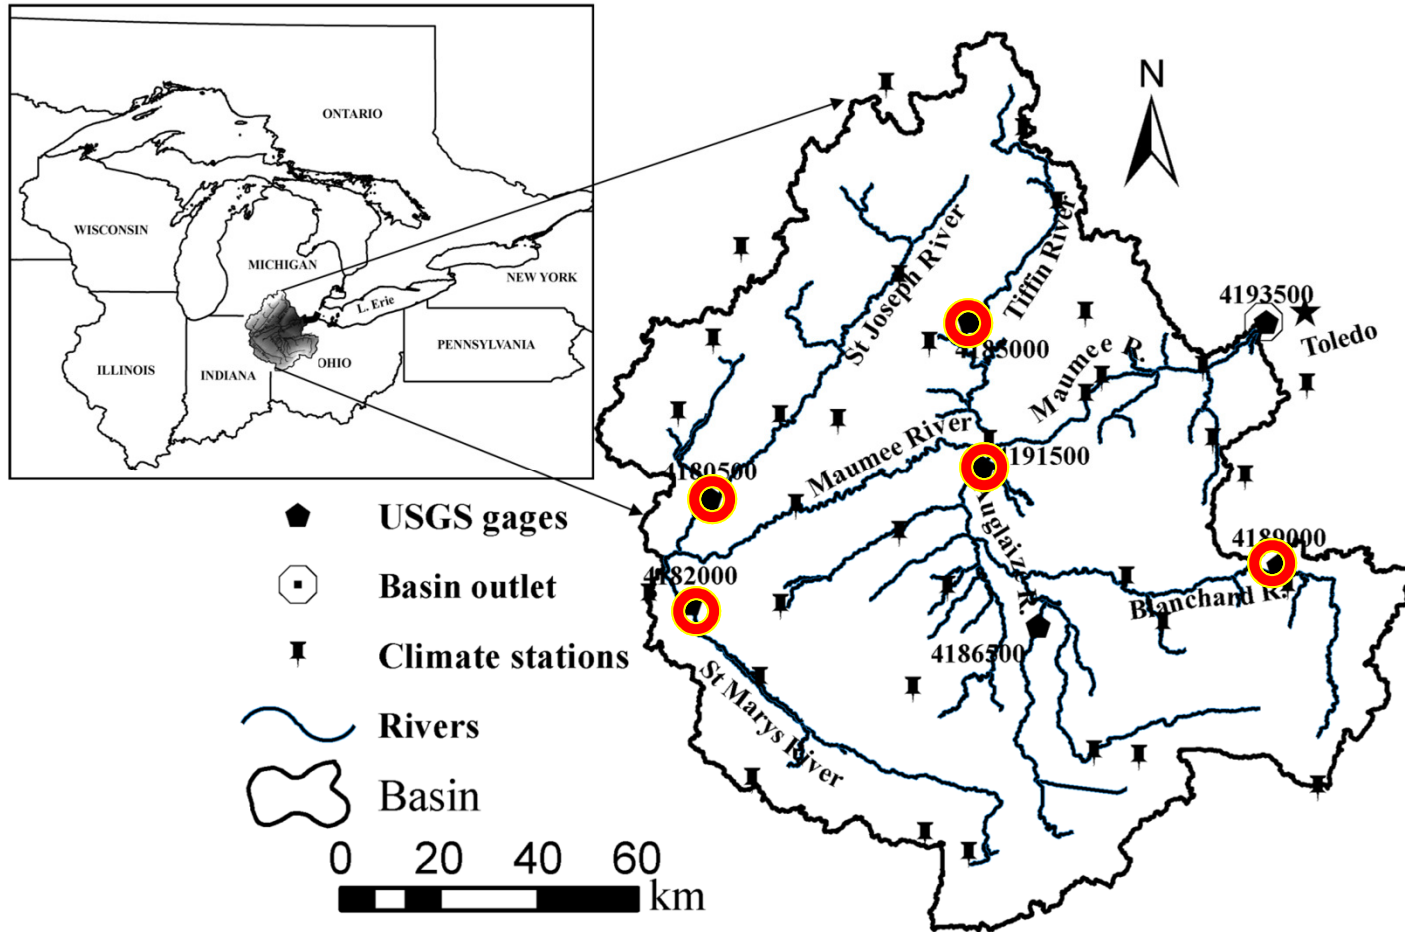 ONTARIO
WISCONSIN
MICHIGAN
NEW YORK
L. Erie
PENNSYLVANIA
ILLINOIS
INDIANA
OHIO
N
4193500
Toledo
St Joseph River
Tiffin River
4185000
Maumee R.
Maumee River
4191500
4180500
4182000
4189000
Auglaize R.
Blanchard R.
4186500
St Marys River
USGS gages
Basin outlet
Climate stations
Rivers
Basin
0 20 40 60
km